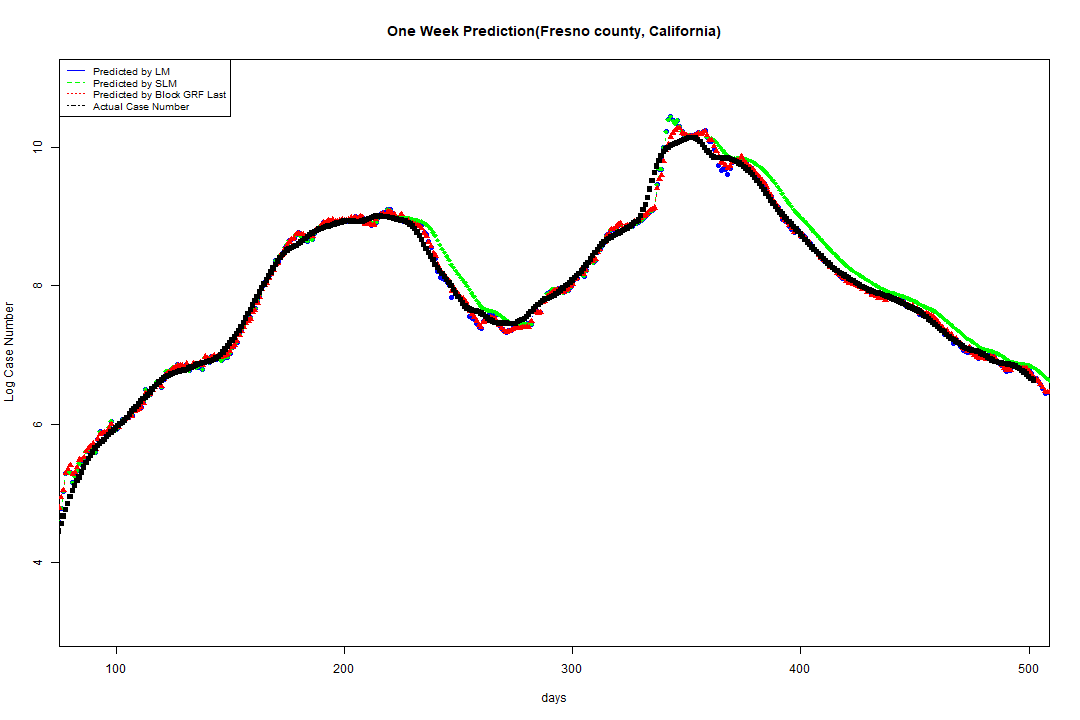 One Week Prediction(Fresno county, California)
Predicted by LM
Predicted by SLM
Predicted by Block GRF Last
Actual Case Number
Log Case Number
10
8
6
4
100 200 300 400 500
days